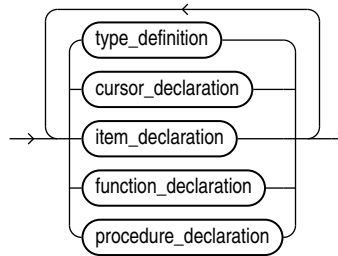 type_definition
cursor_declaration
item_declaration
function_declaration
procedure_declaration